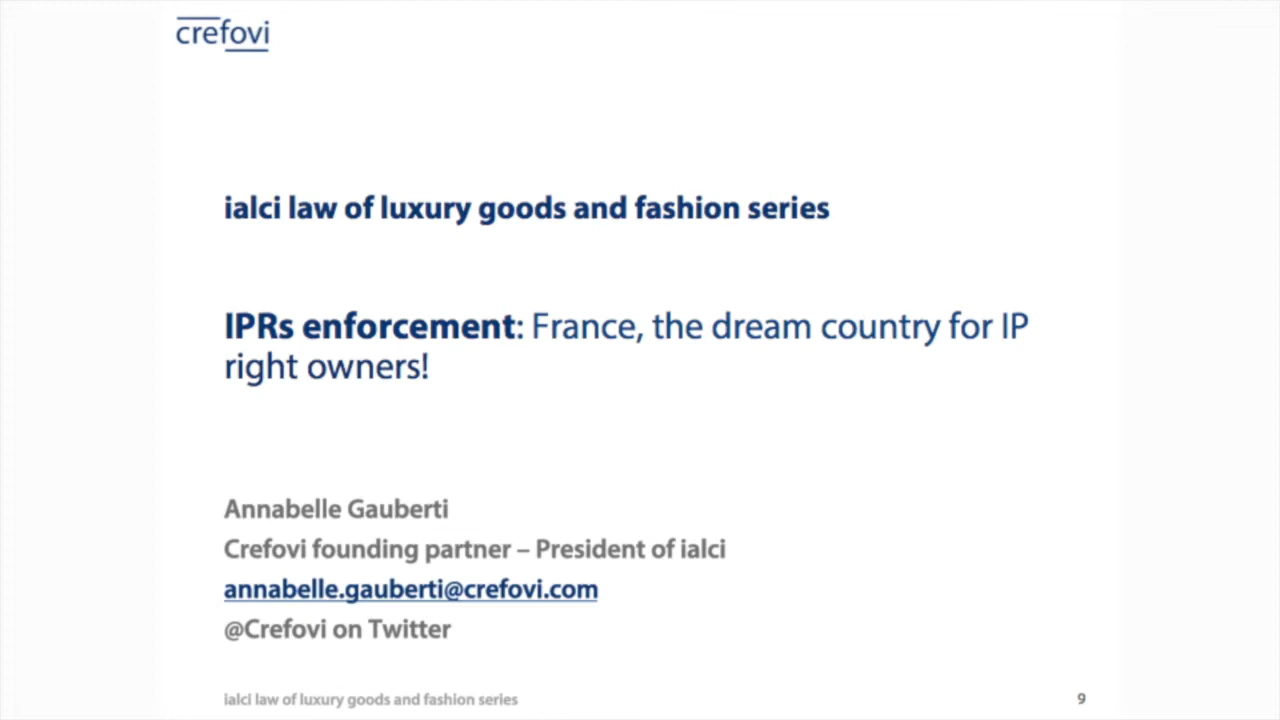 crefovi
ialci law of luxury goods and fashion series
IPRs enforcement: France, the dream country for IP
right owners!
Annabelle Gauberti
Crefovi founding partner – President of ialci
annabelle.gauberti@crefovi.com
@Crefovi on Twitter
ialci law of luxury goods and fashion series
9